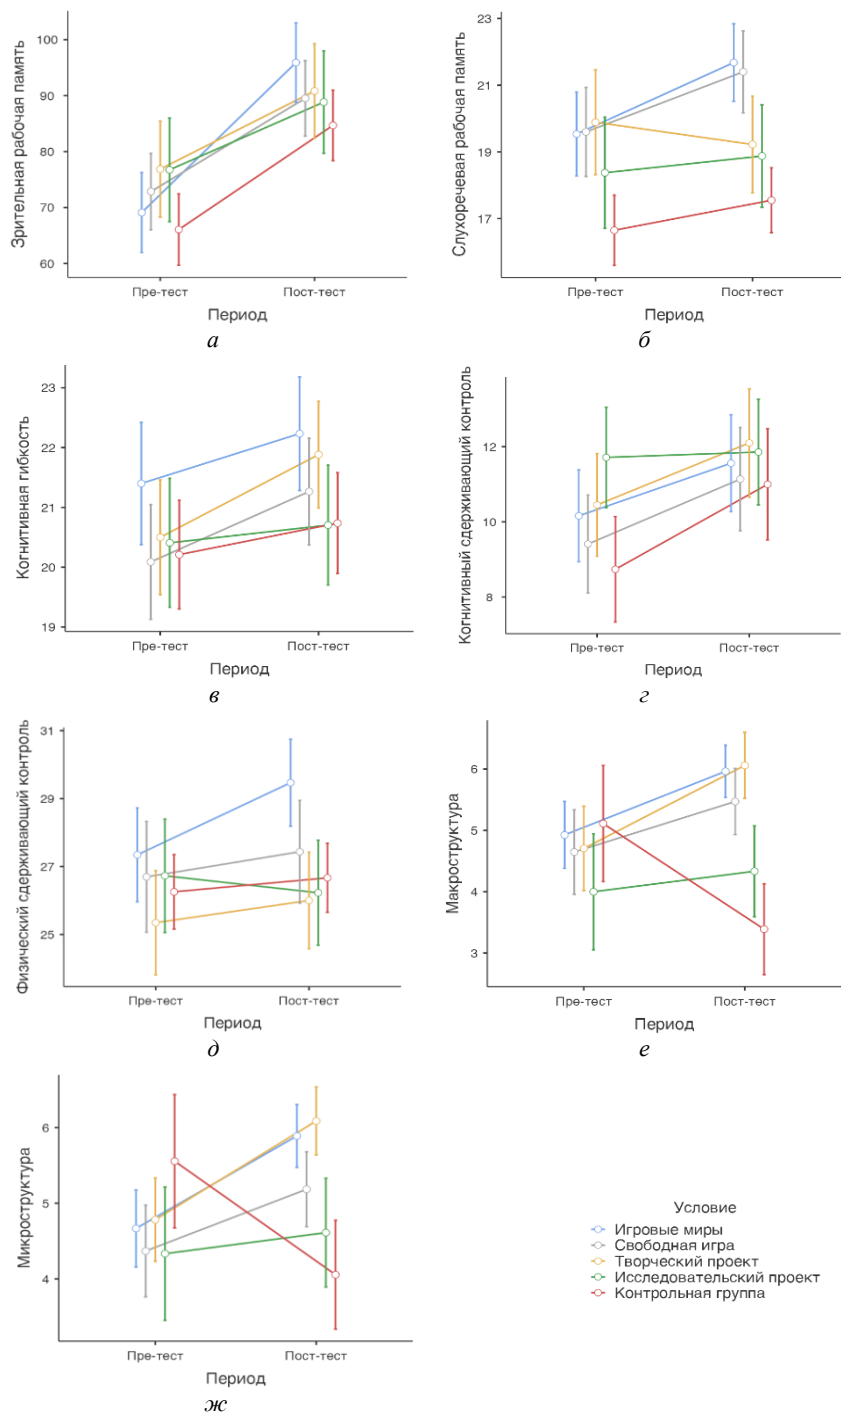 Зрительная рабочая память
100
90
80
70
60
Пре-тест Пост-тест
Период
а
Слухоречевая рабочая память
23
21
19
17
Пре-тест Пост-тест
Период
б
Когнитивная гибкость
23
22
21
20
19
Пре-тест Пост-тест
Период
в
Когнитивный сдерживающий контроль
12
10
8
Пре-тест Пост-тест
Период
г
Физический сдерживающий контроль
31
29
27
25
Пре-тест Пост-тест
Период
д
Макроструктура
6
5
4
3
Пре-тест Пост-тест
Период
е
Микроструктура
6
5
4
Пре-тест Пост-тест
Период
ж
Условие
Игровые миры
Свободная игра
Творческий проект
Исследовательский проект
Контрольная группа